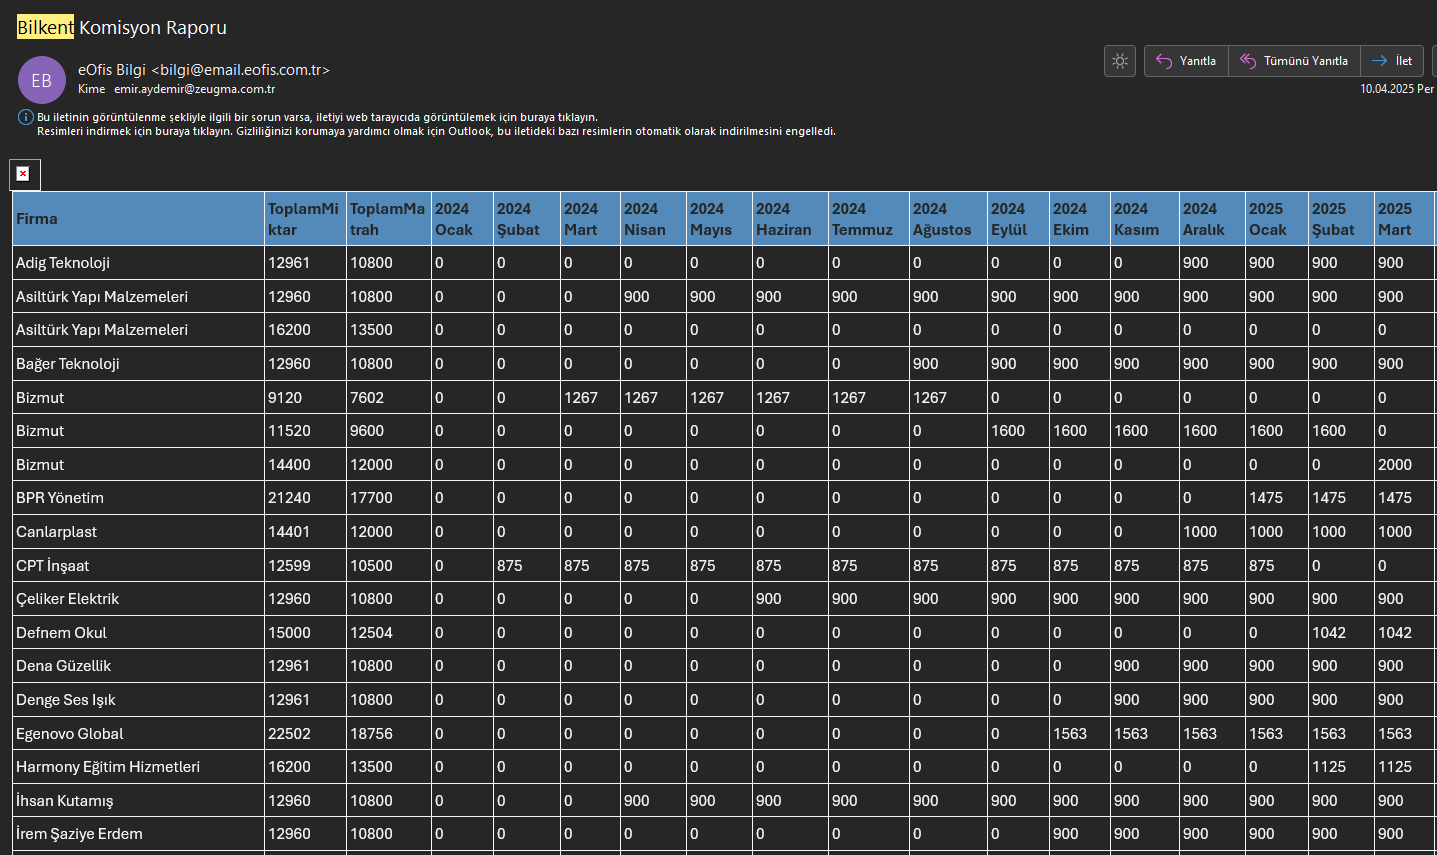 Bilkent Komisyon Raporu
EB
eOfis Bilgi <bilgi@email.eofis.com.tr>
Kime emir.aydemir@zeugma.com.tr
Yanıtla Tümünü Yanıtla İlet
10.04.2025 Per
Bu iletinin görüntülenme şekliyle ilgili bir sorun varsa, iletiyi web tarayıcıda görüntülemek için buraya tıklayın.
Resimleri indirmek için buraya tıklayın. Gizliliğinizi korumaya yardımcı olmak için Outlook, bu iletideki bazı resimlerin otomatik olarak indirilmesini engelledi.
Firma ToplamMiktar ToplamMatrah 2024 Ocak 2024 Şubat 2024 Mart 2024 Nisan 2024 Mayıs 2024 Haziran 2024 Temmuz 2024 Ağustos 2024 Eylül 2024 Ekim 2024 Kasım 2024 Aralık 2025 Ocak 2025 Şubat 2025 Mart
Adig Teknoloji 12961 10800 0 0 0 0 0 0 0 0 0 0 0 900 900 900 900
Asiltürk Yapı Malzemeleri 12960 10800 0 0 0 900 900 900 900 900 900 900 900 900 900 900 900
Asiltürk Yapı Malzemeleri 16200 13500 0 0 0 0 0 0 0 0 0 0 0 0 0 0 0
Bağer Teknoloji 12960 10800 0 0 0 0 0 0 0 900 900 900 900 900 900 900 900
Bizmut 9120 7602 0 0 1267 1267 1267 1267 1267 1267 0 0 0 0 0 0 0
Bizmut 11520 9600 0 0 0 0 0 0 0 0 1600 1600 1600 1600 1600 1600 0
Bizmut 14400 12000 0 0 0 0 0 0 0 0 0 0 0 0 0 0 2000
BPR Yönetim 21240 17700 0 0 0 0 0 0 0 0 0 0 0 0 1475 1475 1475
Canlarplast 14401 12000 0 0 0 0 0 0 0 0 0 0 0 1000 1000 1000 1000
CPT İnşaat 12599 10500 0 875 875 875 875 875 875 875 875 875 875 875 875 0 0
Çeliker Elektrik 12960 10800 0 0 0 0 0 900 900 900 900 900 900 900 900 900 900
Defnem Okul 15000 12504 0 0 0 0 0 0 0 0 0 0 0 0 0 1042 1042
Dena Güzellik 12961 10800 0 0 0 0 0 0 0 0 0 0 900 900 900 900 900
Denge Ses Işık 12961 10800 0 0 0 0 0 0 0 0 0 0 900 900 900 900 900
Egenovo Global 22502 18756 0 0 0 0 0 0 0 0 0 1563 1563 1563 1563 1563 1563
Harmony Eğitim Hizmetleri 16200 13500 0 0 0 0 0 0 0 0 0 0 0 0 0 1125 1125
İhsan Kutamış 12960 10800 0 0 0 900 900 900 900 900 900 900 900 900 900 900 900
İrem Şaziye Erdem 12960 10800 0 0 0 0 0 0 0 0 0 900 900 900 900 900 900